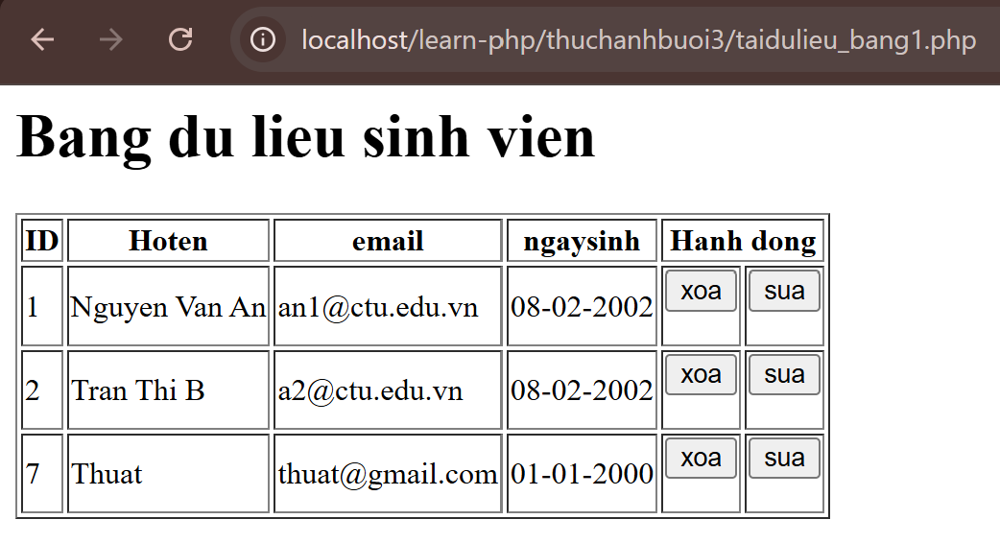 localhost/learn-php/thuchanhbuoi3/taidulieu_bang1.php
Bang du lieu sinh vien
ID Hoten email ngaysinh Hanh dong
1 Nguyen Van An an1@ctu.edu.vn 08-02-2002 xoa sua
2 Tran Thi B a2@ctu.edu.vn 08-02-2002 xoa sua
7 Thuat thuat@gmail.com 01-01-2000 xoa sua